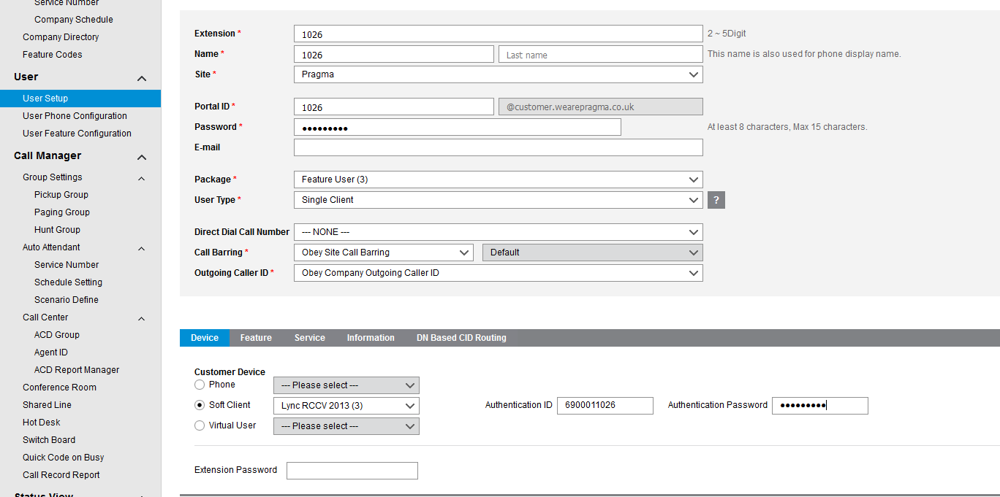 Service Number
Company Schedule
Company Directory
Feature Codes
User
User Setup
User Phone Configuration
User Feature Configuration
Call Manager
Group Settings
Pickup Group
Paging Group
Hunt Group
Auto Attendant
Service Number
Schedule Setting
Scenario Define
Call Center
ACD Group
Agent ID
ACD Report Manager
Conference Room
Shared Line
Hot Desk
Switch Board
Quick Code on Busy
Call Record Report
Status View
Extension * 1026 2 ~ 5Digit
Name * 1026 Last name This name is also used for phone display name.
Site * Pragma
Portal ID * 1026 @customer.wearepragma.co.uk
Password * ●●●●●●●●● At least 8 characters, Max 15 characters.
E-mail
Package * Feature User (3)
User Type * Single Client ?
Direct Dial Call Number --- NONE ---
Call Barring * Obey Site Call Barring Default
Outgoing Caller ID * Obey Company Outgoing Caller ID
Device Feature Service Information DN Based CID Routing
Customer Device
Phone --- Please select ---
Soft Client Lync RCCV 2013 (3) Authentication ID 6900011026 Authentication Password ●●●●●●●●●
Virtual User --- Please select ---
Extension Password